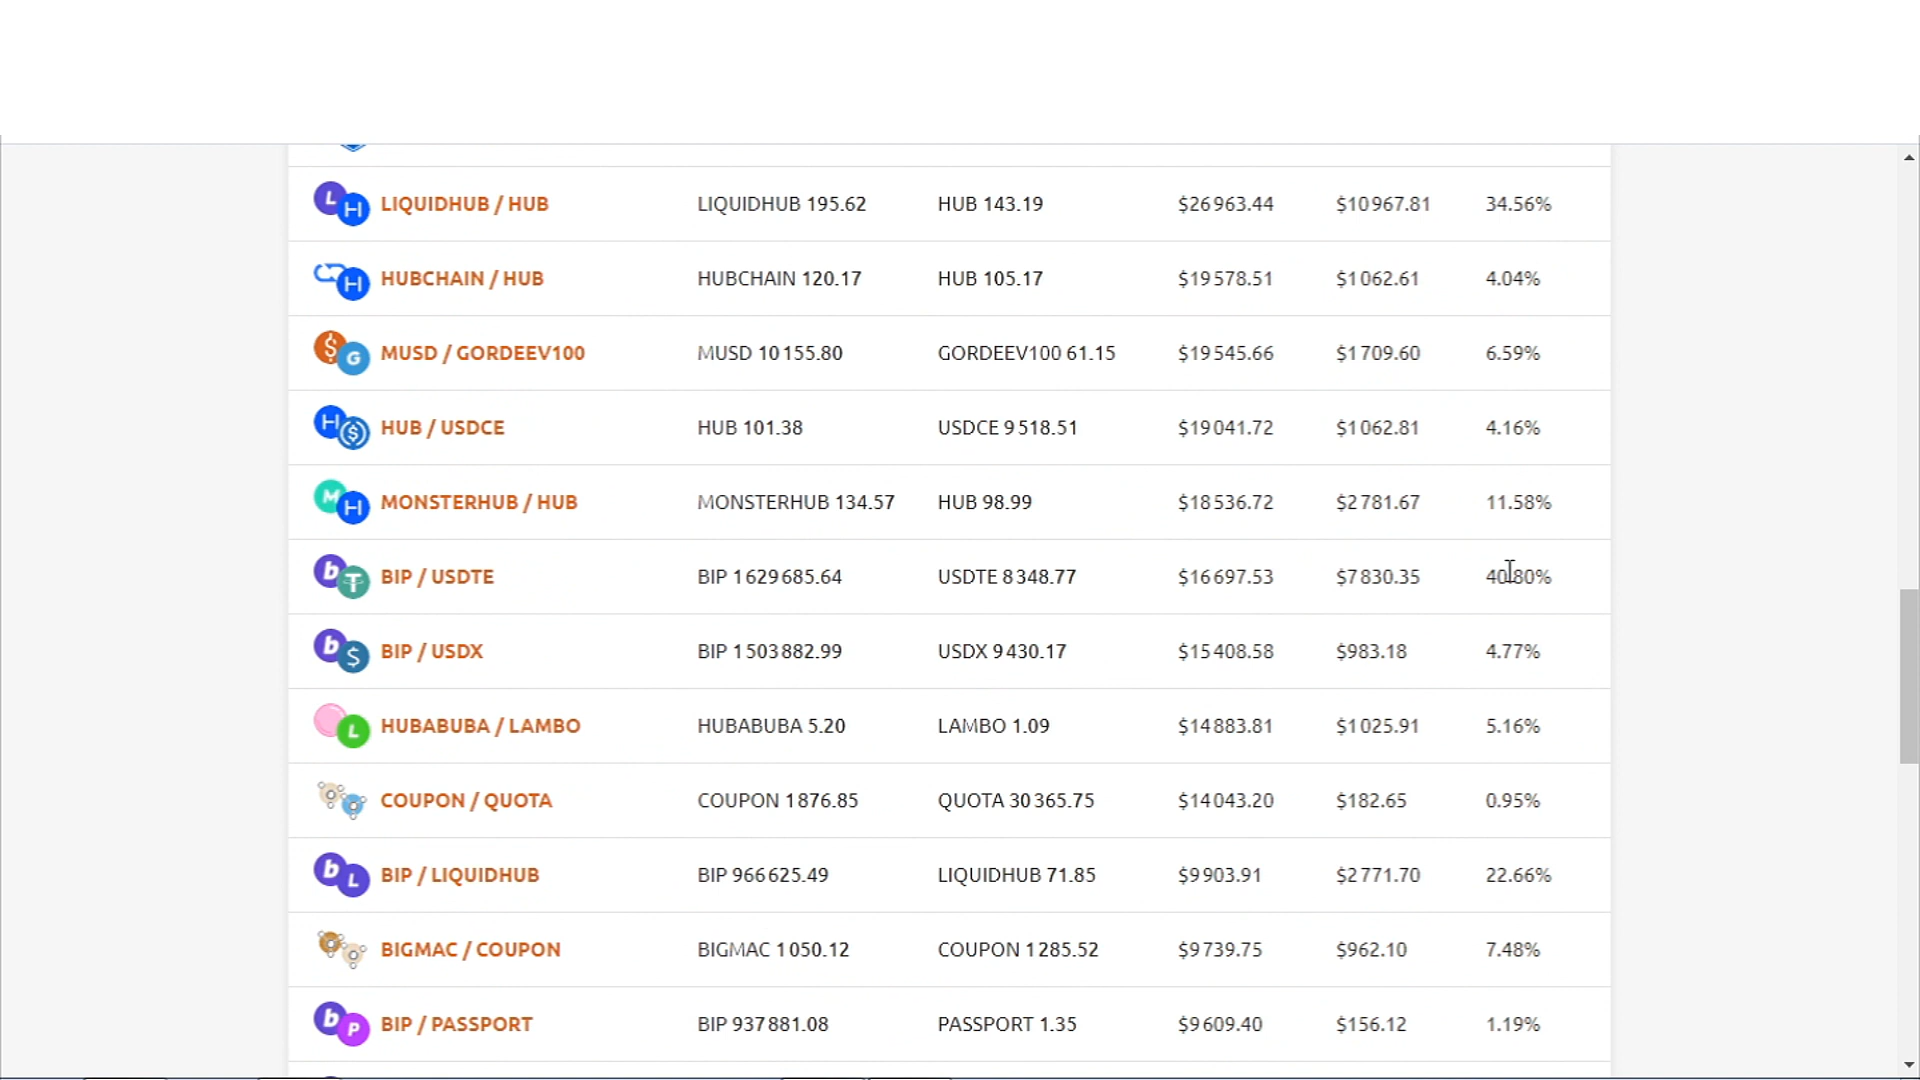 LIQUIDHUB / HUB LIQUIDHUB 195.62 HUB 143.19 $26963.44 $10967.81 34.56%
HUBCHAIN / HUB HUBCHAIN 120.17 HUB 105.17 $19578.51 $1062.61 4.04%
MUSD / GORDEEV100 MUSD 10155.80 GORDEEV100 61.15 $19545.66 $1709.60 6.59%
HUB / USDCE HUB 101.38 USDCE 9518.51 $19041.72 $1062.81 4.16%
MONSTERHUB / HUB MONSTERHUB 134.57 HUB 98.99 $18536.72 $2781.67 11.58%
BIP / USDTE BIP 1629685.64 USDTE 8348.77 $16697.53 $7830.35 40.80%
BIP / USDX BIP 1503882.99 USDX 9430.17 $15408.58 $983.18 4.77%
HUBABUBA / LAMBO HUBABUBA 5.20 LAMBO 1.09 $14883.81 $1025.91 5.16%
COUPON / QUOTA COUPON 1876.85 QUOTA 30365.75 $14043.20 $182.65 0.95%
BIP / LIQUIDHUB BIP 966625.49 LIQUIDHUB 71.85 $9903.91 $2771.70 22.66%
BIGMAC / COUPON BIGMAC 1050.12 COUPON 1285.52 $9739.75 $962.10 7.48%
BIP / PASSPORT BIP 937881.08 PASSPORT 1.35 $9609.40 $156.12 1.19%